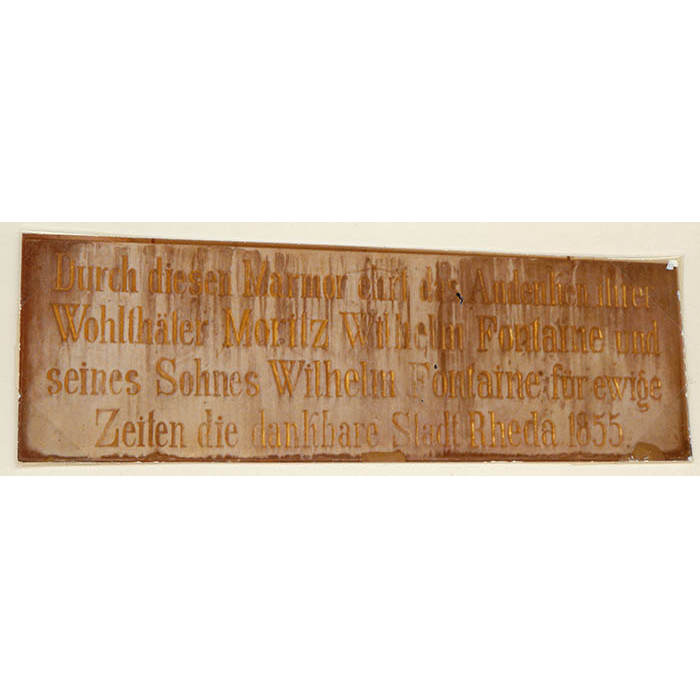 Durch diesen Marmor ehrt das Andenken ihrer
Wohlthäter Moritz Wilhelm Fontaine und
seines Sohnes Wilhelm Fontaine für ewige
Zeiten die dankbare Stadt Rheda 1855.